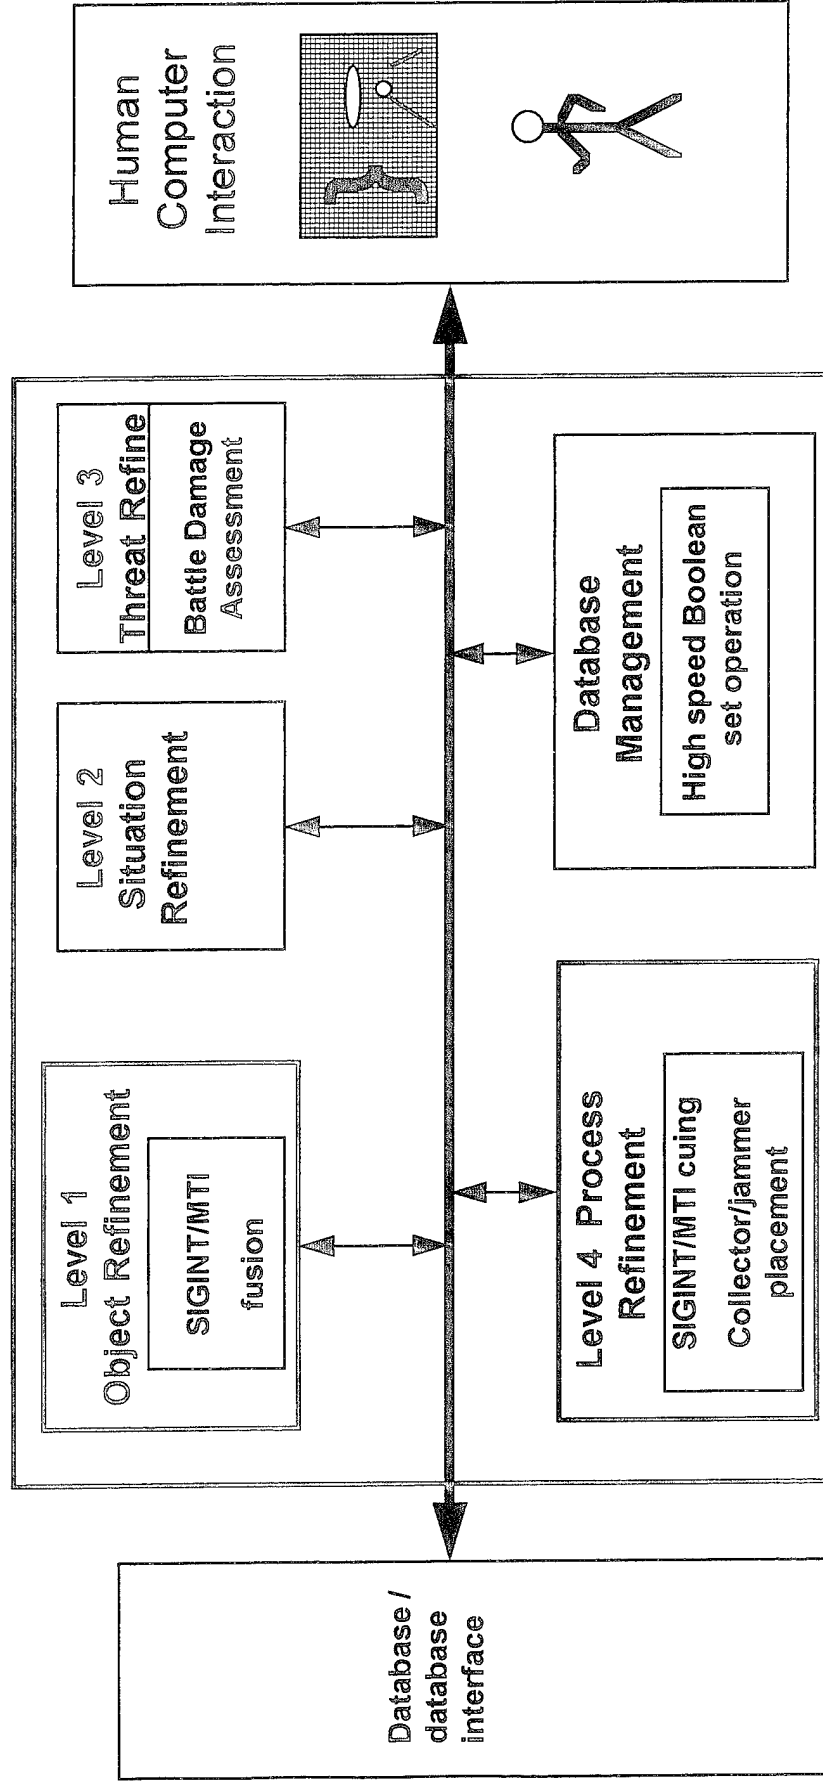 Database /
database
interface
Level 1
Object Refinement
SIGINT/MTI
fusion
Level 2
Situation
Refinement
Level 3
Threat Refine
Battle Damage
Assessment
Level 4 Process
Refinement
SIGINT/MTI cuing
Collector/jammer
placement
Database
Management
High speed Boolean
set operation
Human
Computer
Interaction